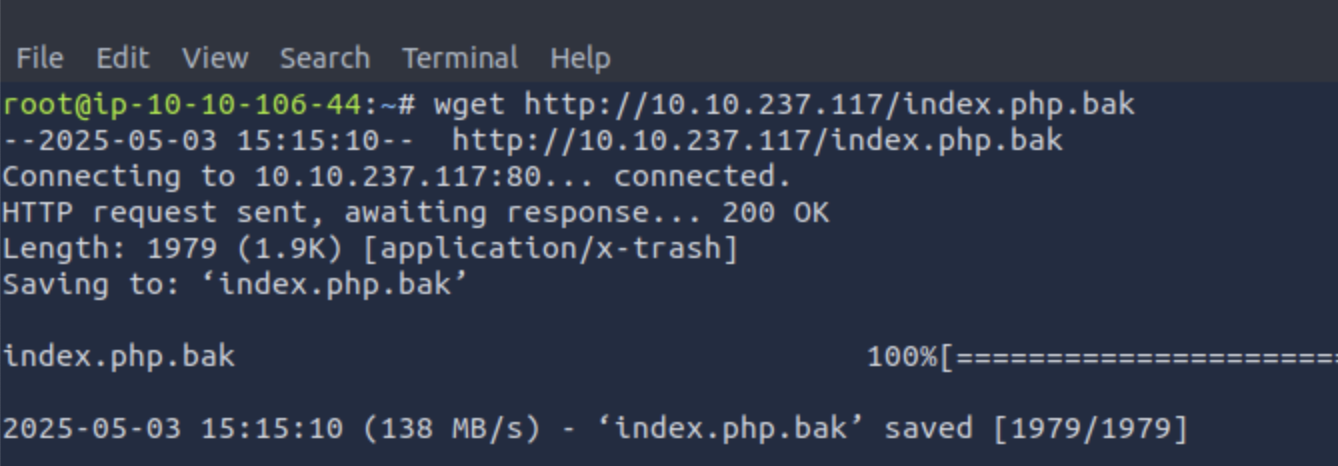 File Edit View Search Terminal Help
root@ip-10-10-106-44:~# wget http://10.10.237.117/index.php.bak
--2025-05-03 15:15:10--  http://10.10.237.117/index.php.bak
Connecting to 10.10.237.117:80... connected.
HTTP request sent, awaiting response... 200 OK
Length: 1979 (1.9K) [application/x-trash]
Saving to: ‘index.php.bak’
index.php.bak 100%[======================
2025-05-03 15:15:10 (138 MB/s) - ‘index.php.bak’ saved [1979/1979]